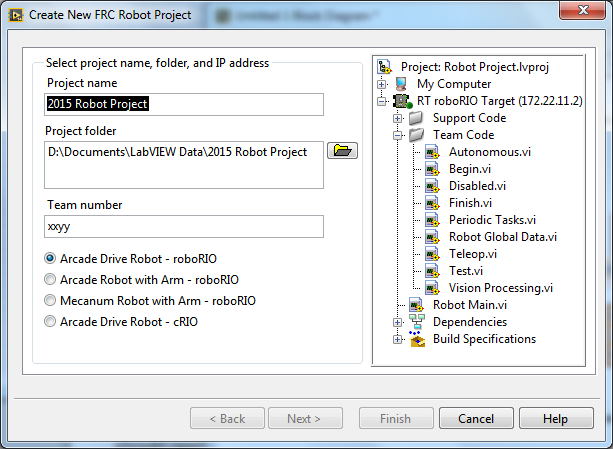 Create New FRC Robot Project
Select project name, folder, and IP address
Project name
2015 Robot Project
Project folder
D:\Documents\LabVIEW Data\2015 Robot Project
Team number
xxyy
Arcade Drive Robot - roboRIO
Arcade Robot with Arm - roboRIO
Mecanum Robot with Arm - roboRIO
Arcade Drive Robot - cRIO
Project: Robot Project.lvproj
My Computer
RT roboRIO Target (172.22.11.2)
Support Code
Team Code
Autonomous.vi
Begin.vi
Disabled.vi
Finish.vi
Periodic Tasks.vi
Robot Global Data.vi
Teleop.vi
Test.vi
Vision Processing.vi
Robot Main.vi
Dependencies
Build Specifications
< Back
Next >
Finish
Cancel
Help